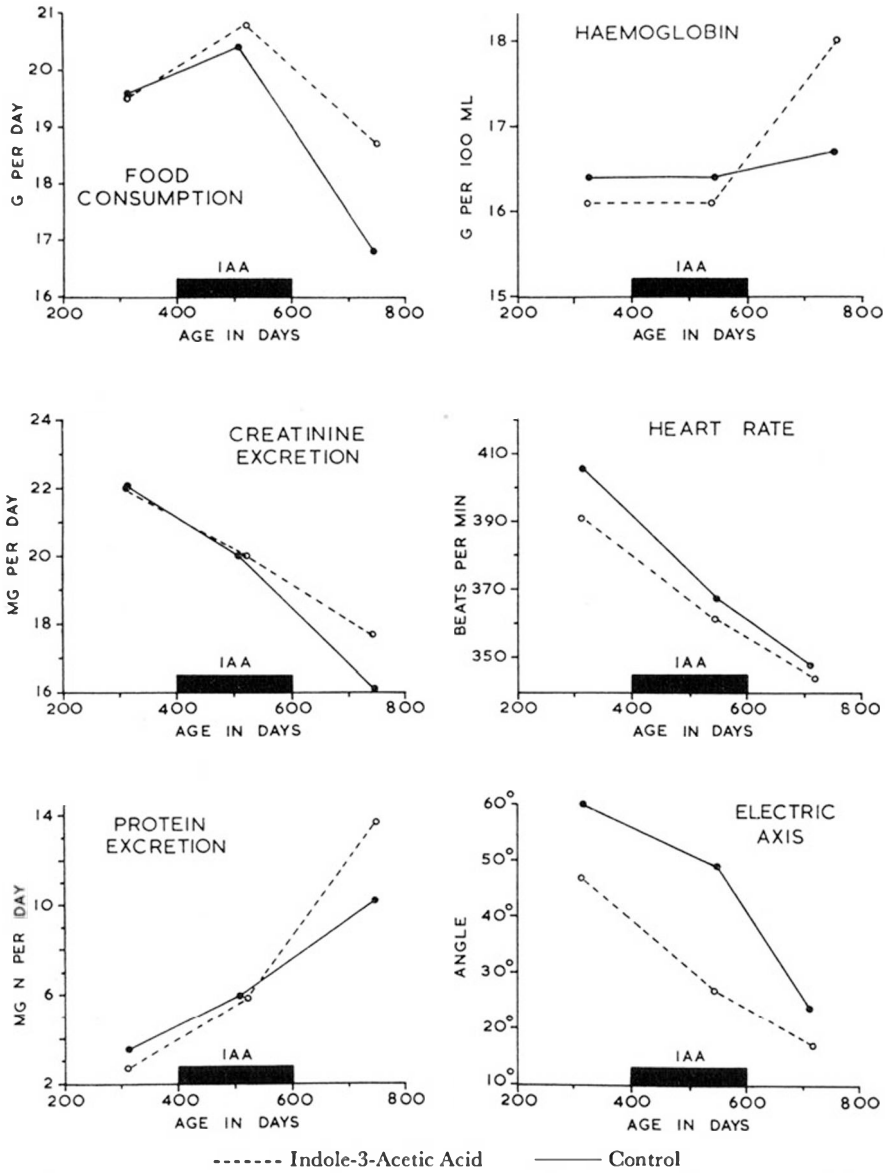 21
20
19
18
17
16
G PER DAY
FOOD
CONSUMPTION
IAA
200 400 600 800
AGE IN DAYS
18
17
16
15
G PER 100 ML
HAEMOGLOBIN
IAA
200 400 600 800
AGE IN DAYS
24
22
20
18
16
MG PER DAY
CREATININE
EXCRETION
IAA
200 400 600 800
AGE IN DAYS
410
390
370
350
BEATS PER MIN
HEART RATE
IAA
200 400 600 800
AGE IN DAYS
14
10
6
2
MG N PER DAY
PROTEIN
EXCRETION
IAA
200 400 600 800
AGE IN DAYS
60°
50°
40°
30°
20°
10°
ANGLE
ELECTRIC
AXIS
IAA
200 400 600 800
AGE IN DAYS
Indole-3-Acetic Acid Control